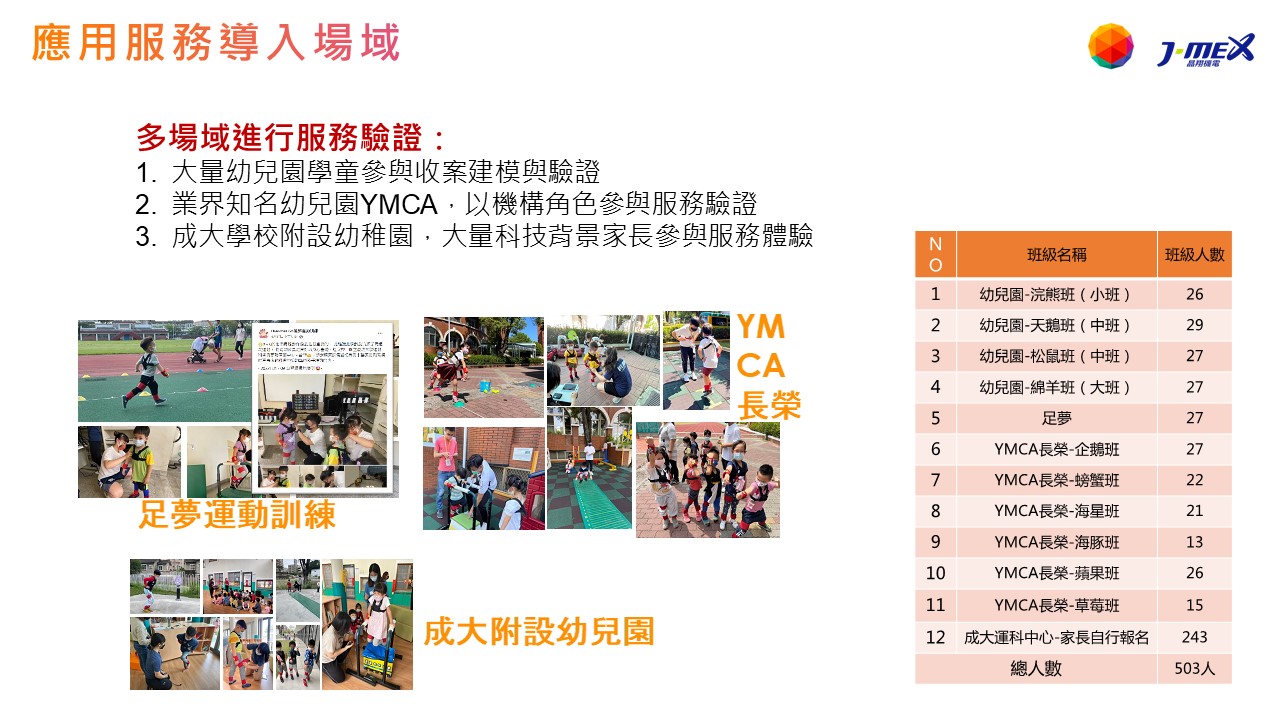 應用服務導入場域
J-MEX
晶翔機電
多場域進行服務驗證：
1. 大量幼兒園學童參與收案建模與驗證
2. 業界知名幼兒園YMCA，以機構角色參與服務驗證
3. 成大學校附設幼稚園，大量科技背景家長參與服務體驗
YM
CA
長榮
足夢運動訓練
成大附設幼兒園
NO 班級名稱 班級人數
1 幼兒園-浣熊班（小班） 26
2 幼兒園-天鵝班（中班） 29
3 幼兒園-松鼠班（中班） 27
4 幼兒園-綿羊班（大班） 27
5 足夢 27
6 YMCA長榮-企鵝班 27
7 YMCA長榮-螃蟹班 22
8 YMCA長榮-海星班 21
9 YMCA長榮-海豚班 13
10 YMCA長榮-蘋果班 26
11 YMCA長榮-草莓班 15
12 成大運科中心-家長自行報名 243
總人數 503人